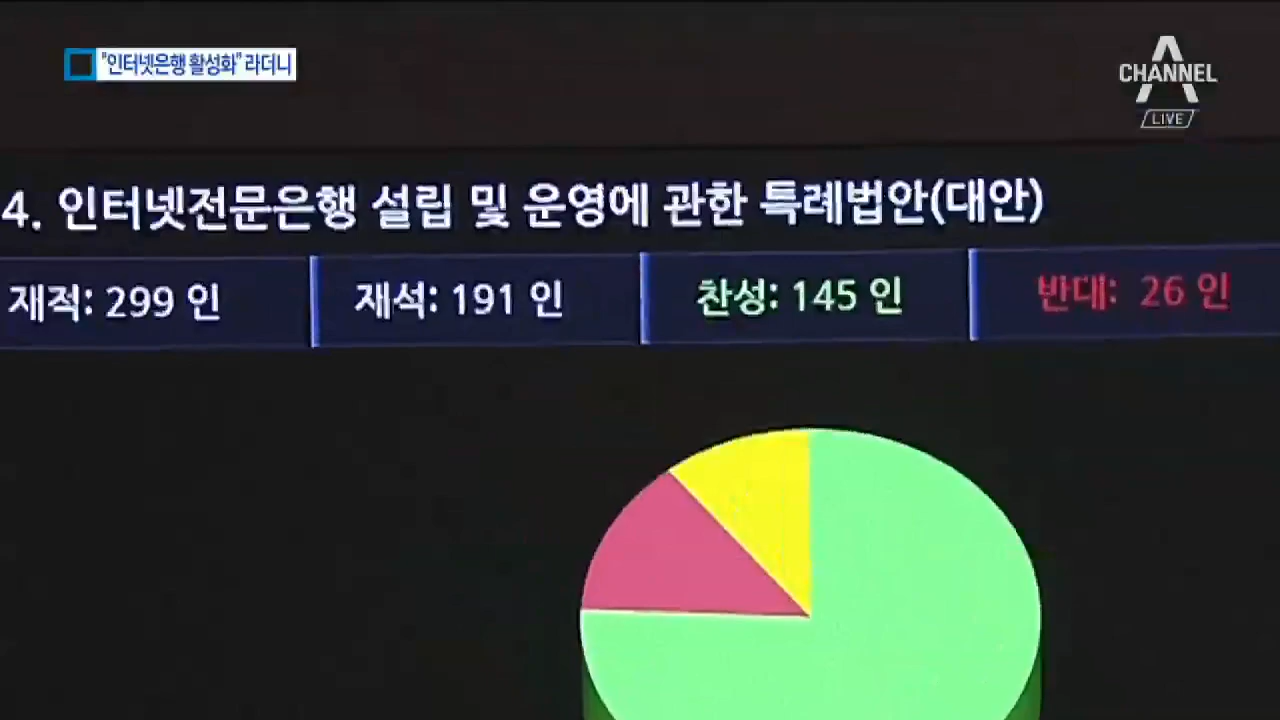 "인터넷은행 활성화" 라더니
CHANNEL A
LIVE
4. 인터넷전문은행 설립 및 운영에 관한 특례법안(대안)
재적: 299 인 재석: 191 인 찬성: 145 인 반대: 26 인